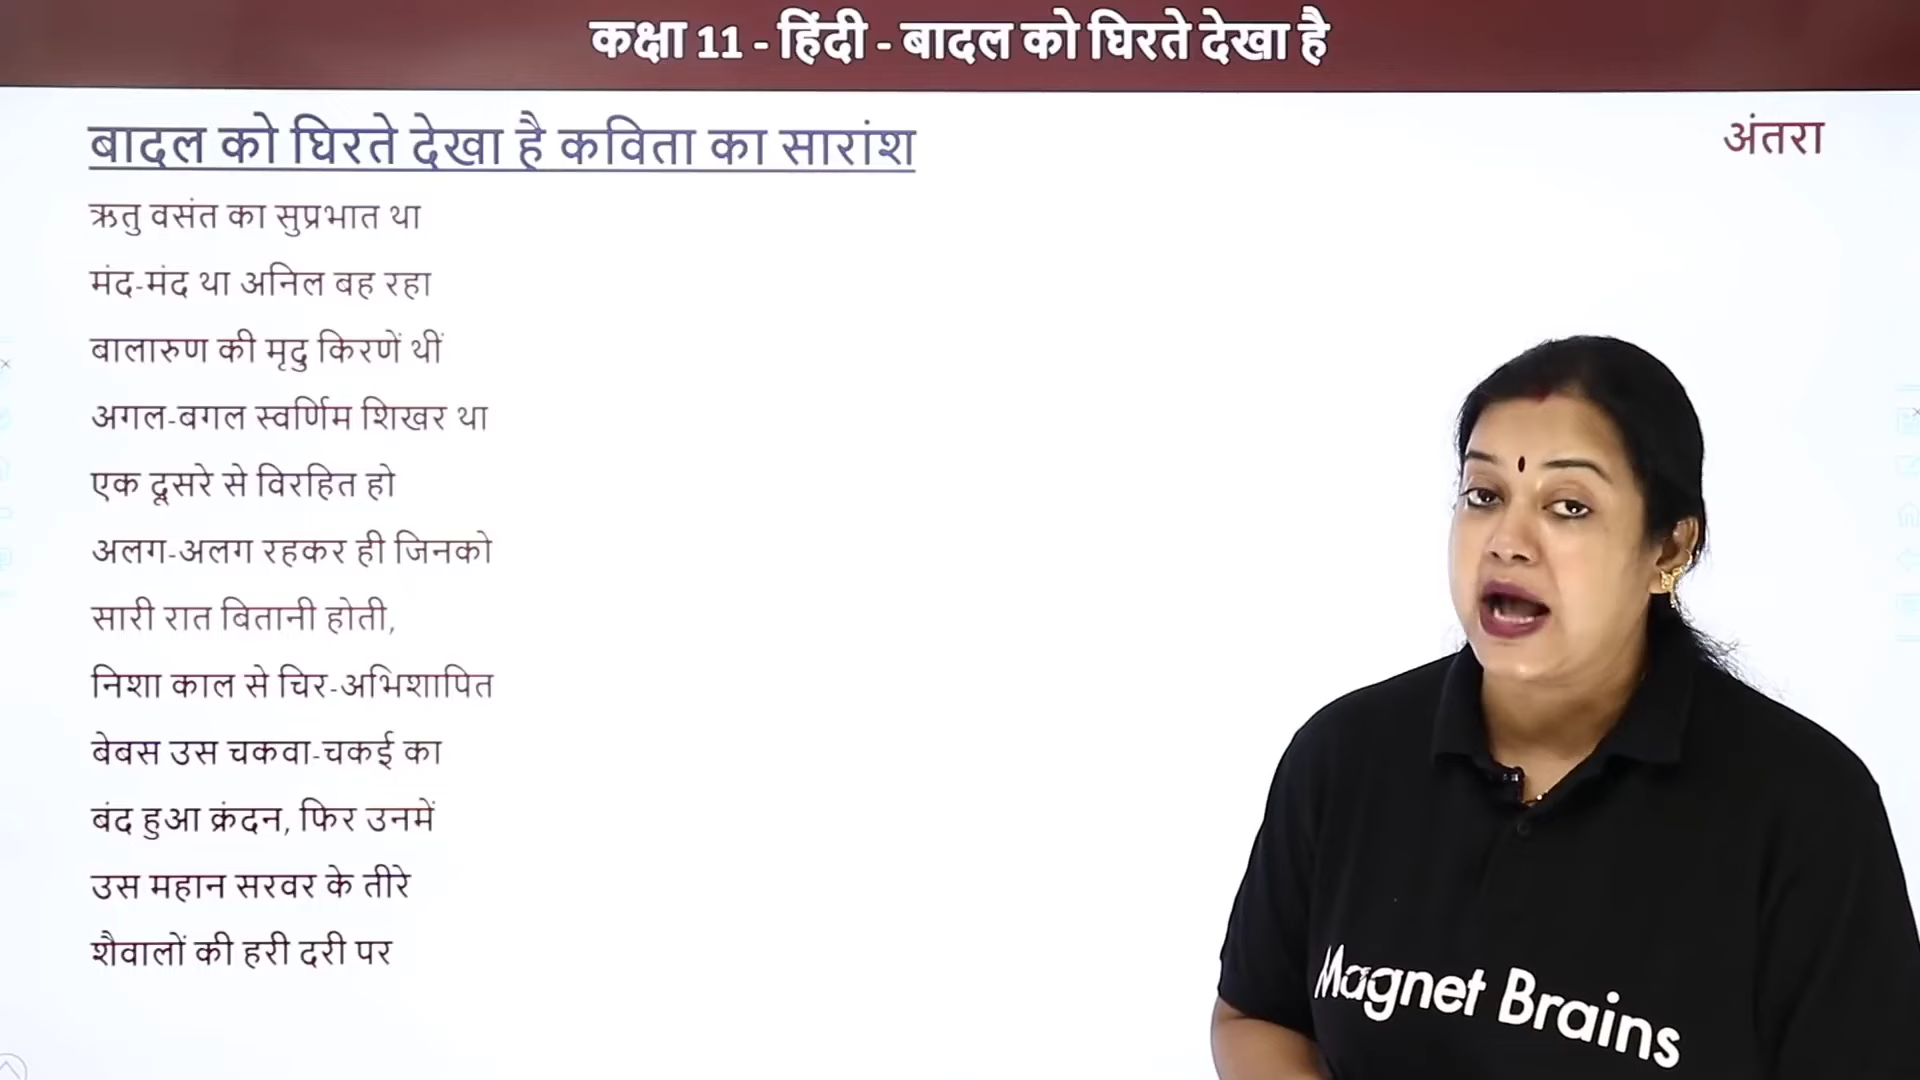 कक्षा 11 - हिंदी - बादल को घिरते देखा है
बादल को घिरते देखा है कविता का सारांश
अंतरा
ऋतु वसंत का सुप्रभात था
मंद-मंद था अनिल बह रहा
बालारुण की मृदु किरणें थीं
अगल-बगल स्वर्णिम शिखर था
एक दूसरे से विरहित हो
अलग-अलग रहकर ही जिनको
सारी रात बितानी होती,
निशा काल से चिर-अभिशापित
बेबस उस चकवा-चकई का
बंद हुआ क्रंदन, फिर उनमें
उस महान सरवर के तीरे
शैवालों की हरी दरी पर
Magnet Brains